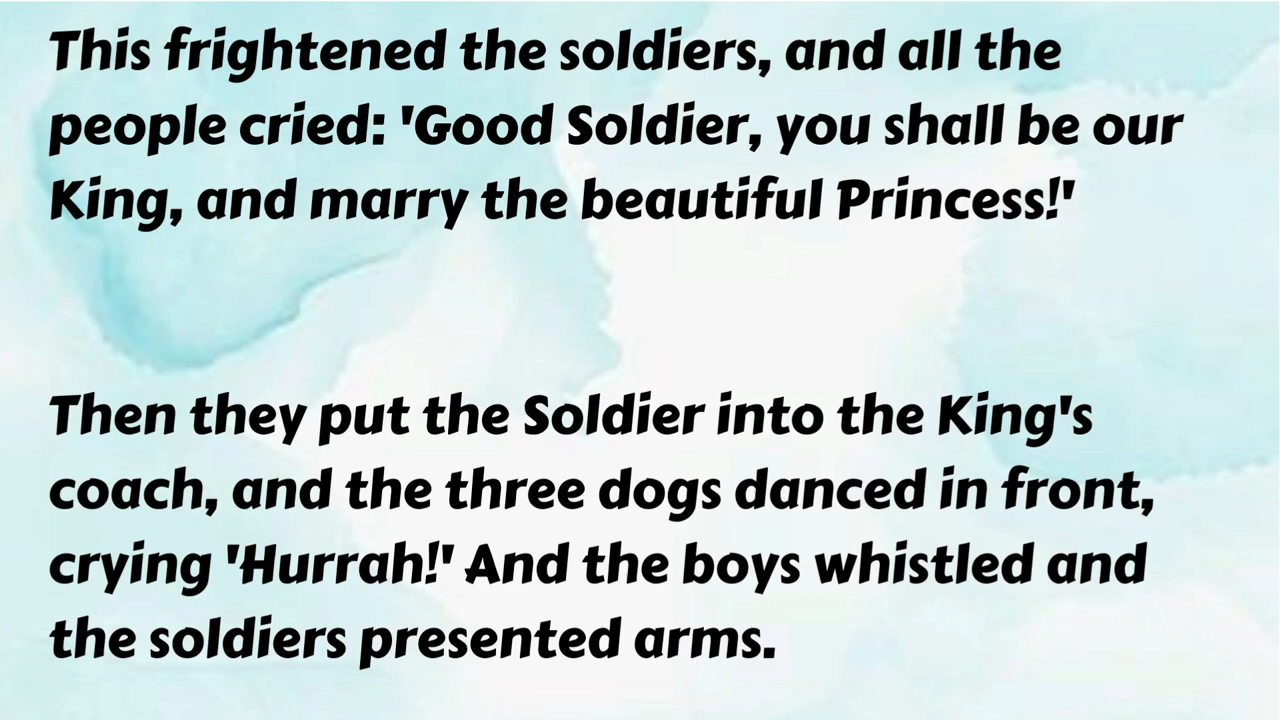 This frightened the soldiers, and all the
people cried: 'Good Soldier, you shall be our
King, and marry the beautiful Princess!'
Then they put the Soldier into the King's
coach, and the three dogs danced in front,
crying 'Hurrah!' And the boys whistled and
the soldiers presented arms.